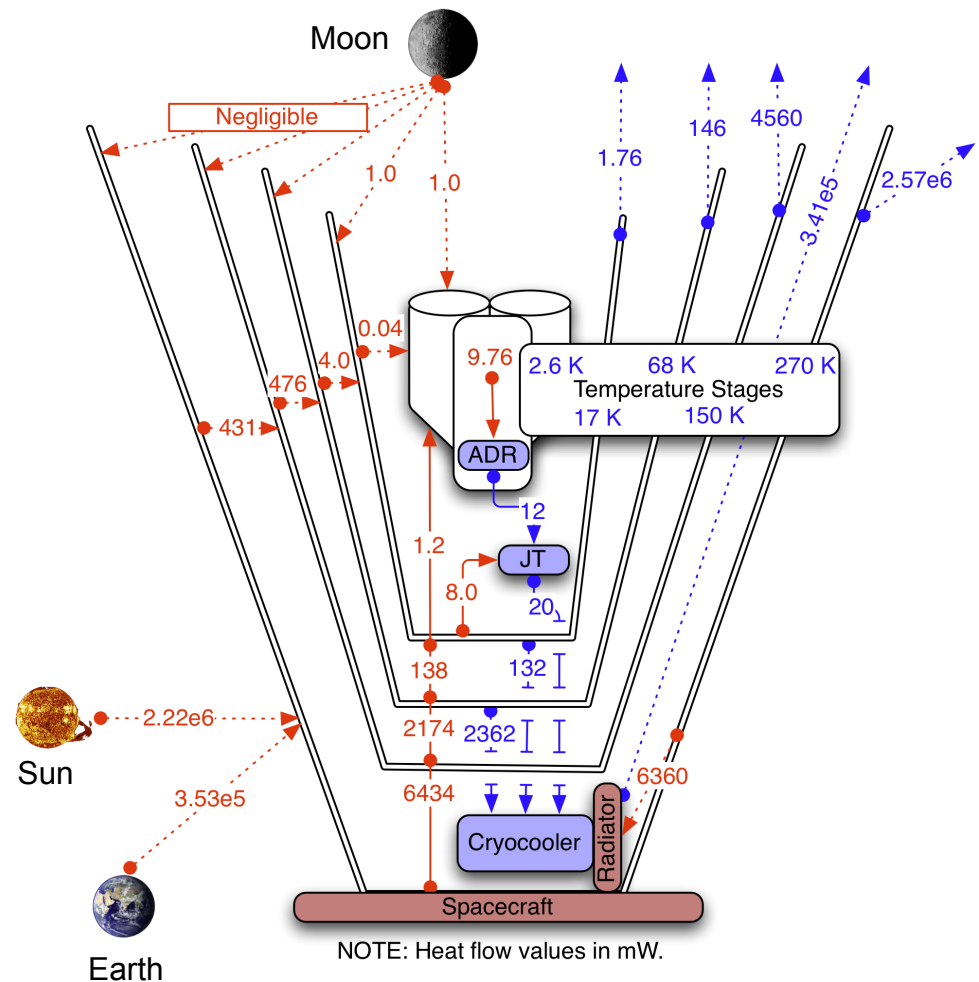 Moon
Negligible
1.0
1.0
1.76
146
4560
3.41e5
2.57e6
0.04
4.0
476
431
9.76
2.6 K
68 K
270 K
Temperature Stages
17 K
150 K
ADR
12
1.2
JT
8.0
20
138
132
2174
2362
6434
6360
2.22e6
Sun
3.53e5
Cryocooler
Radiator
Spacecraft
Earth
NOTE: Heat flow values in mW.